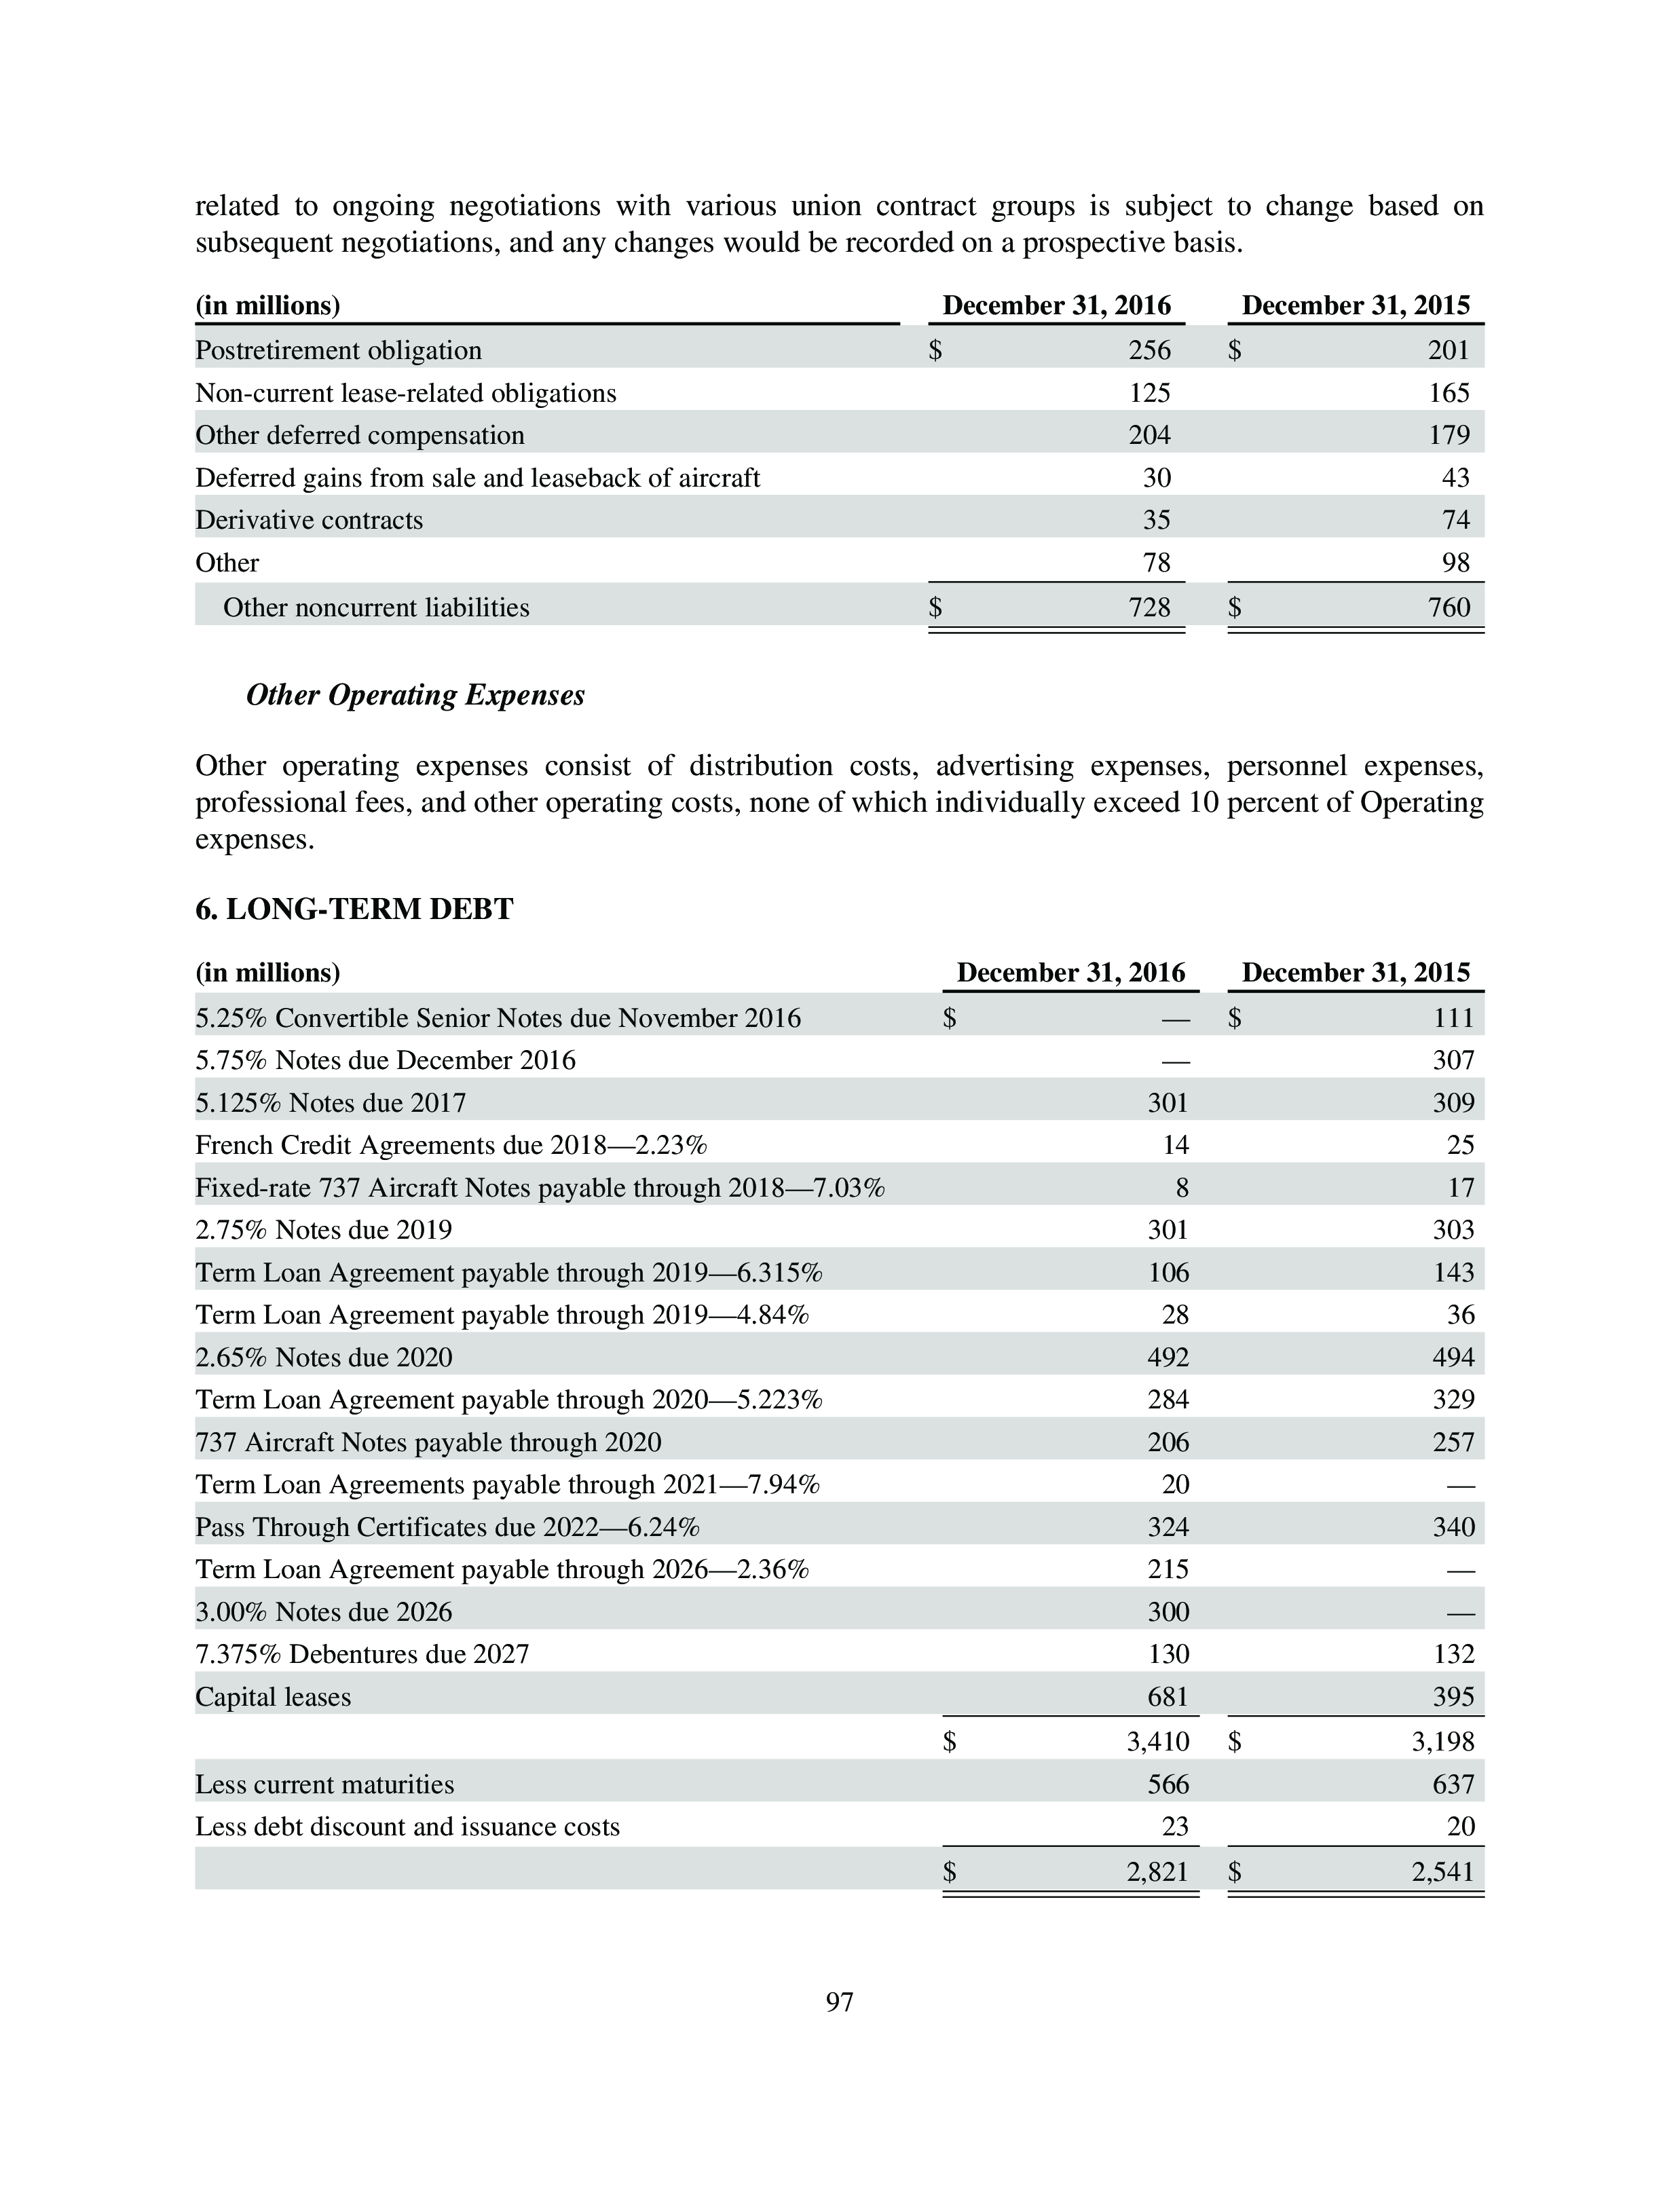 related to ongoing negotiations with various union contract groups is subject to change based on
subsequent negotiations, and any changes would be recorded on a prospective basis.
(in millions) December 31, 2016 December 31, 2015
Postretirement obligation $ 256 $ 201
Non-current lease-related obligations 125 165
Other deferred compensation 204 179
Deferred gains from sale and leaseback of aircraft 30 43
Derivative contracts 35 74
Other 78 98
Other noncurrent liabilities $ 728 $ 760
Other Operating Expenses
Other operating expenses consist of distribution costs, advertising expenses, personnel expenses,
professional fees, and other operating costs, none of which individually exceed 10 percent of Operating
expenses.
6. LONG-TERM DEBT
(in millions) December 31, 2016 December 31, 2015
5.25% Convertible Senior Notes due November 2016 $ — $ 111
5.75% Notes due December 2016 — 307
5.125% Notes due 2017 301 309
French Credit Agreements due 2018—2.23% 14 25
Fixed-rate 737 Aircraft Notes payable through 2018—7.03% 8 17
2.75% Notes due 2019 301 303
Term Loan Agreement payable through 2019—6.315% 106 143
Term Loan Agreement payable through 2019—4.84% 28 36
2.65% Notes due 2020 492 494
Term Loan Agreement payable through 2020—5.223% 284 329
737 Aircraft Notes payable through 2020 206 257
Term Loan Agreements payable through 2021—7.94% 20 —
Pass Through Certificates due 2022—6.24% 324 340
Term Loan Agreement payable through 2026—2.36% 215 —
3.00% Notes due 2026 300 —
7.375% Debentures due 2027 130 132
Capital leases 681 395
$ 3,410 $ 3,198
Less current maturities 566 637
Less debt discount and issuance costs 23 20
$ 2,821 $ 2,541
97